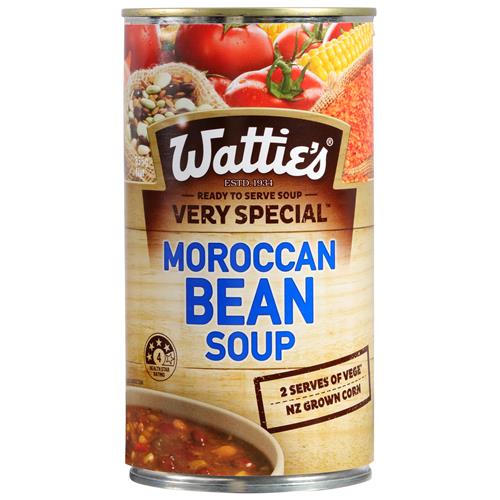 Wattie's
ESTD 1934
READY TO SERVE SOUP
VERY SPECIAL™
MOROCCAN
BEAN
SOUP
4
HEALTH STAR
RATING
2 SERVES OF VEGE*
NZ GROWN CORN